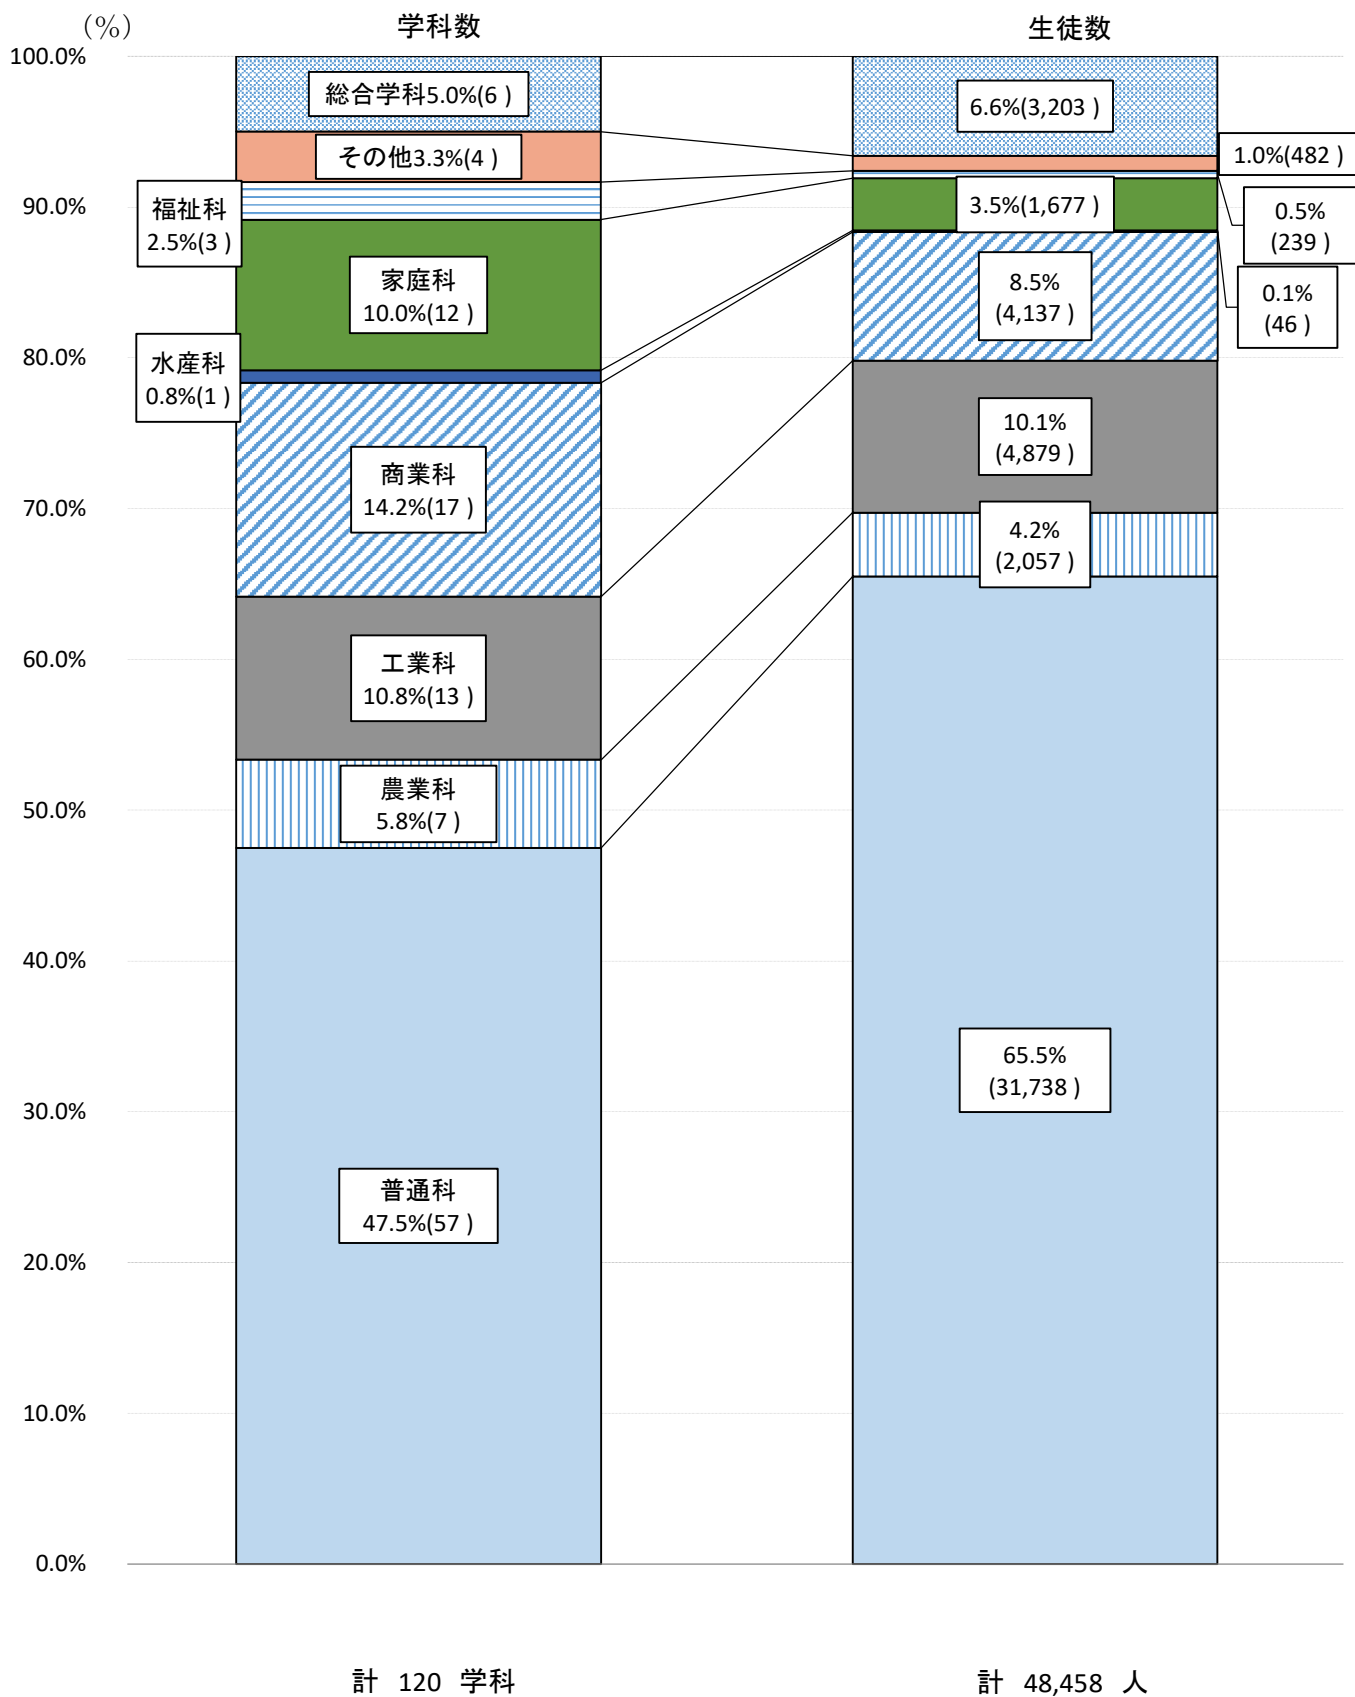 (%)
学科数
生徒数
100.0%
90.0%
80.0%
70.0%
60.0%
50.0%
40.0%
30.0%
20.0%
10.0%
0.0%
総合学科5.0%(6 )
その他3.3%(4 )
福祉科
2.5%(3 )
家庭科
10.0%(12 )
水産科
0.8%(1 )
商業科
14.2%(17 )
工業科
10.8%(13 )
農業科
5.8%(7 )
普通科
47.5%(57 )
6.6%(3,203 )
1.0%(482 )
0.5%
(239 )
3.5%(1,677 )
0.1%
(46 )
8.5%
(4,137 )
10.1%
(4,879 )
4.2%
(2,057 )
65.5%
(31,738 )
計 120 学科
計 48,458 人